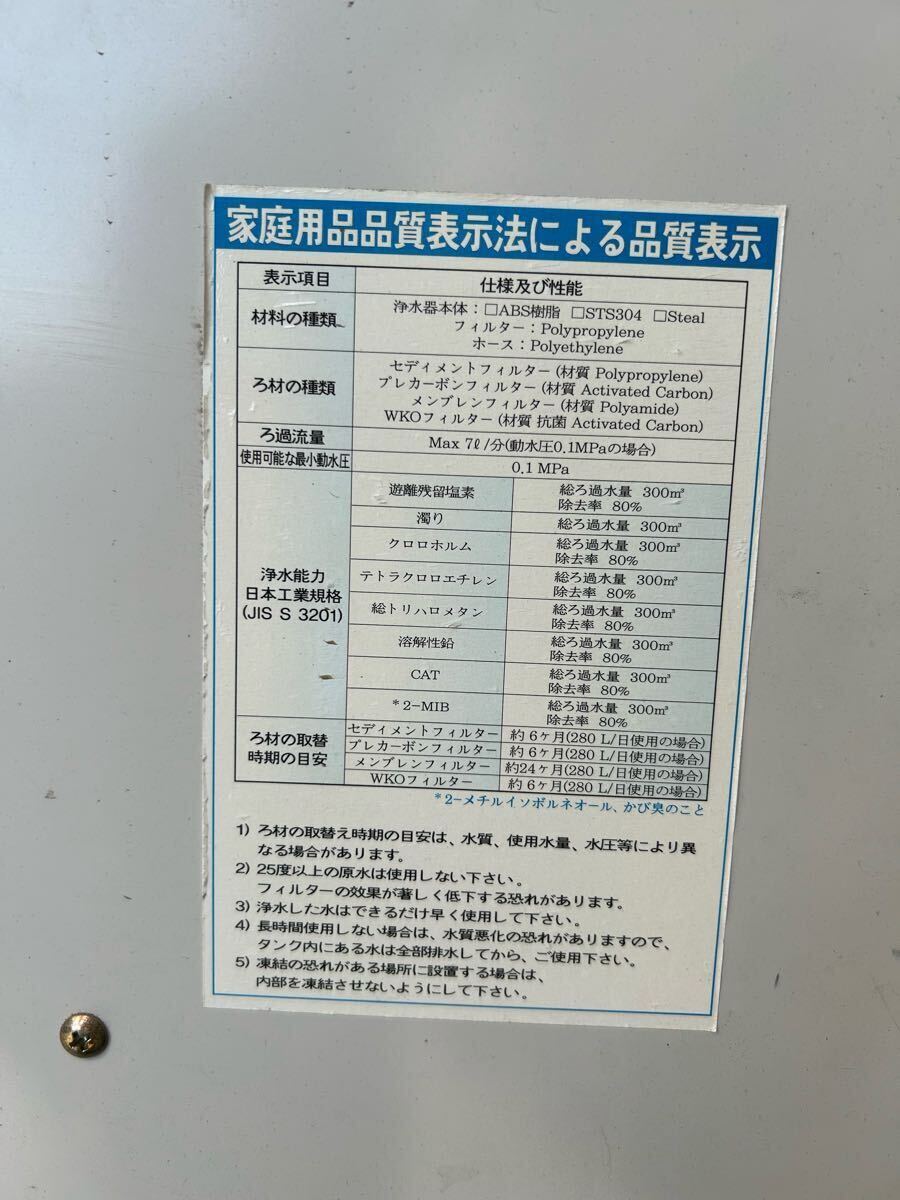 家庭用品品質表示法による品質表示
表示項目 仕様及び性能
材料の種類 浄水器本体：□ABS樹脂 □STS304 □Steal
フィルター：Polypropylene
ホース：Polyethylene
ろ材の種類 セディメントフィルター (材質 Polypropylene)
プレカーボンフィルター (材質 Activated Carbon)
メンブレンフィルター (材質 Polyamide)
WKOフィルター (材質 抗菌 Activated Carbon)
ろ過流量 Max 7ℓ/分(動水圧0.1MPaの場合)
使用可能な最小動水圧 0.1 MPa
浄水能力
日本工業規格
(JIS S 3201)
遊離残留塩素 総ろ過水量 300㎥
除去率 80%
濁り 総ろ過水量 300㎥
クロロホルム 総ろ過水量 300㎥
除去率 80%
テトラクロロエチレン 総ろ過水量 300㎥
除去率 80%
総トリハロメタン 総ろ過水量 300㎥
除去率 80%
溶解性鉛 総ろ過水量 300㎥
除去率 80%
CAT 総ろ過水量 300㎥
除去率 80%
*2-MIB 総ろ過水量 300㎥
除去率 80%
ろ材の取替
時期の目安
セディメントフィルター 約 6ヶ月(280 L/日使用の場合)
プレカーボンフィルター 約 6ヶ月(280 L/日使用の場合)
メンブレンフィルター 約24ヶ月(280 L/日使用の場合)
WKOフィルター 約 6ヶ月(280 L/日使用の場合)
*2-メチルイソボルネオール、かび臭のこと
1) ろ材の取替え時期の目安は、水質、使用水量、水圧等により異
なる場合があります。
2) 25度以上の原水は使用しない下さい。
フィルターの効果が著しく低下する恐れがあります。
3) 浄水した水はできるだけ早く使用して下さい。
4) 長時間使用しない場合は、水質悪化の恐れがありますので、
タンク内にある水は全部排水してから、ご使用下さい。
5) 凍結の恐れがある場所に設置する場合は、
内部を凍結させないようにして下さい。